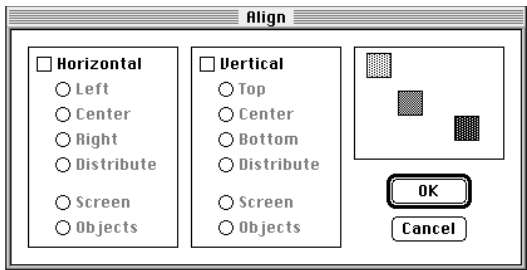 Align
Horizontal
Left
Center
Right
Distribute
Screen
Objects
Vertical
Top
Center
Bottom
Distribute
Screen
Objects
OK
Cancel